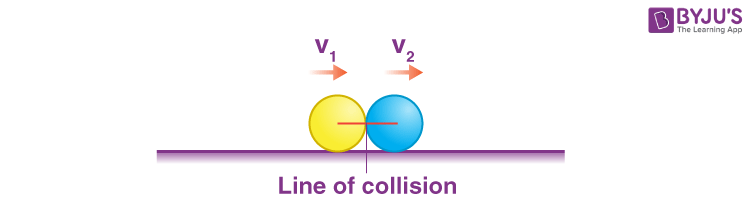 BYJU'S
The Learning App
V1
V2
Line of collision